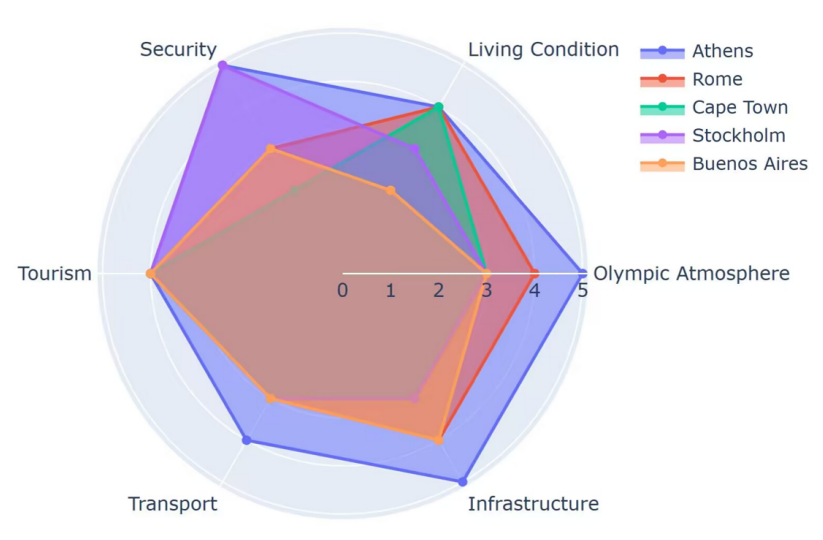 Security
Living Condition
Athens
Rome
Cape Town
Stockholm
Buenos Aires
Tourism
Olympic Atmosphere
0 1 2 3 4 5
Transport
Infrastructure